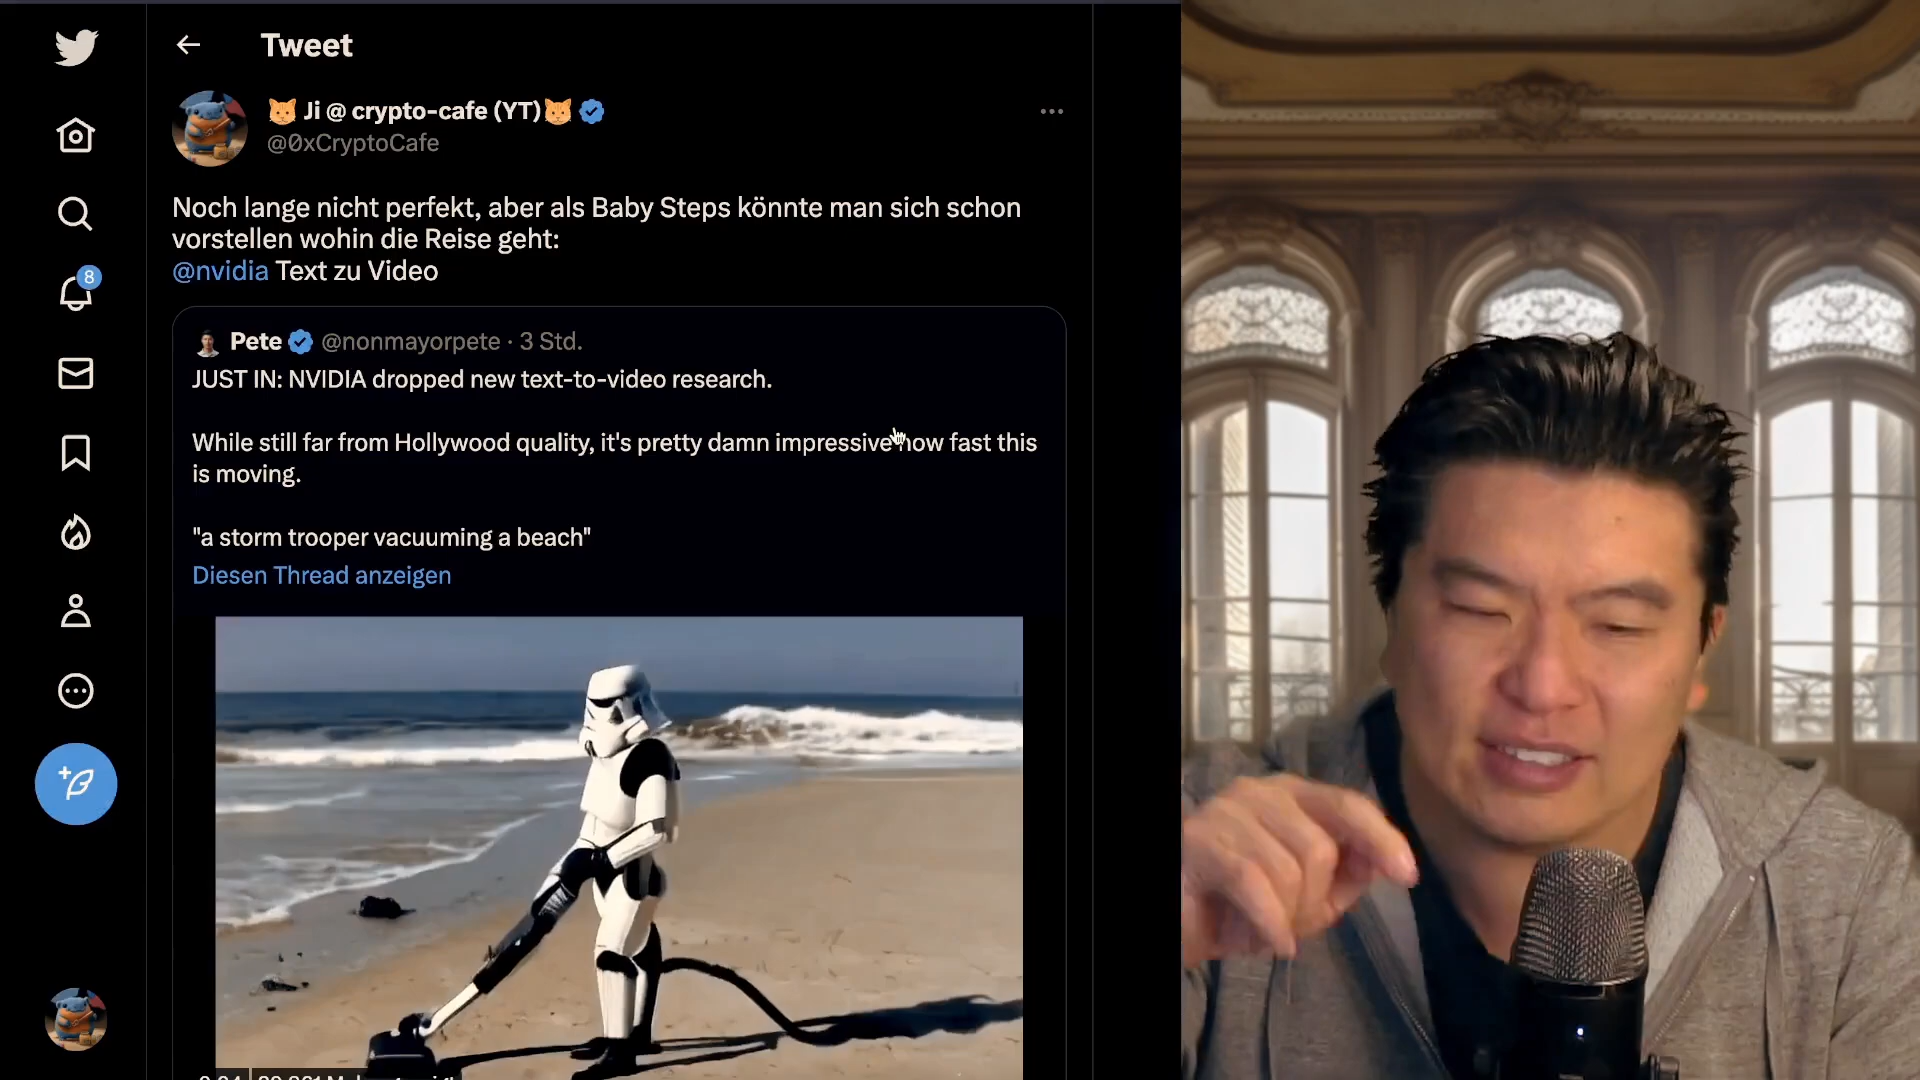 Tweet
🐱 Ji @ crypto-cafe (YT)🐱
@0xCryptoCafe
Noch lange nicht perfekt, aber als Baby Steps könnte man sich schon
vorstellen wohin die Reise geht:
@nvidia Text zu Video
8
Pete @nonmayorpete · 3 Std.
JUST IN: NVIDIA dropped new text-to-video research.
While still far from Hollywood quality, it's pretty damn impressive how fast this
is moving.
"a storm trooper vacuuming a beach"
Diesen Thread anzeigen